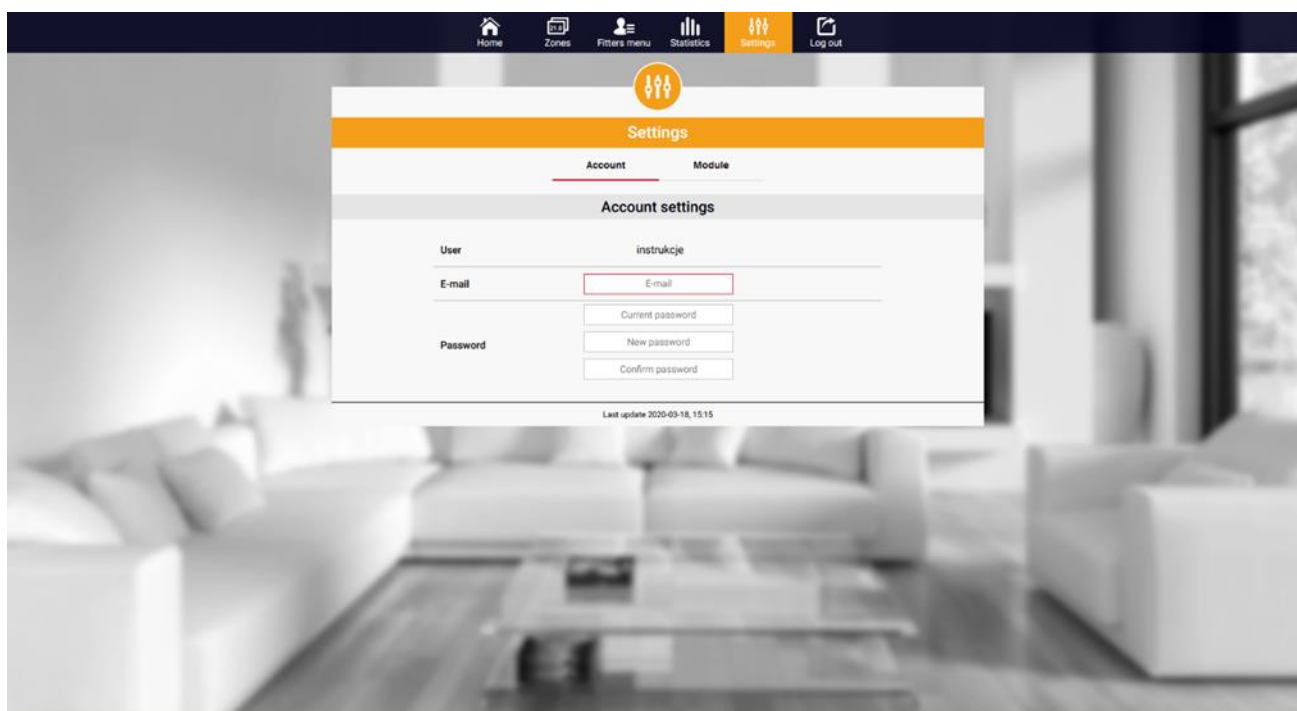 Home Zones Fitters menu Statistics Settings Log out
Settings
Account Module
Account settings
User instrukcje
E-mail E-mail
Current password
Password New password
Confirm password
Last update 2020-03-18, 15:15